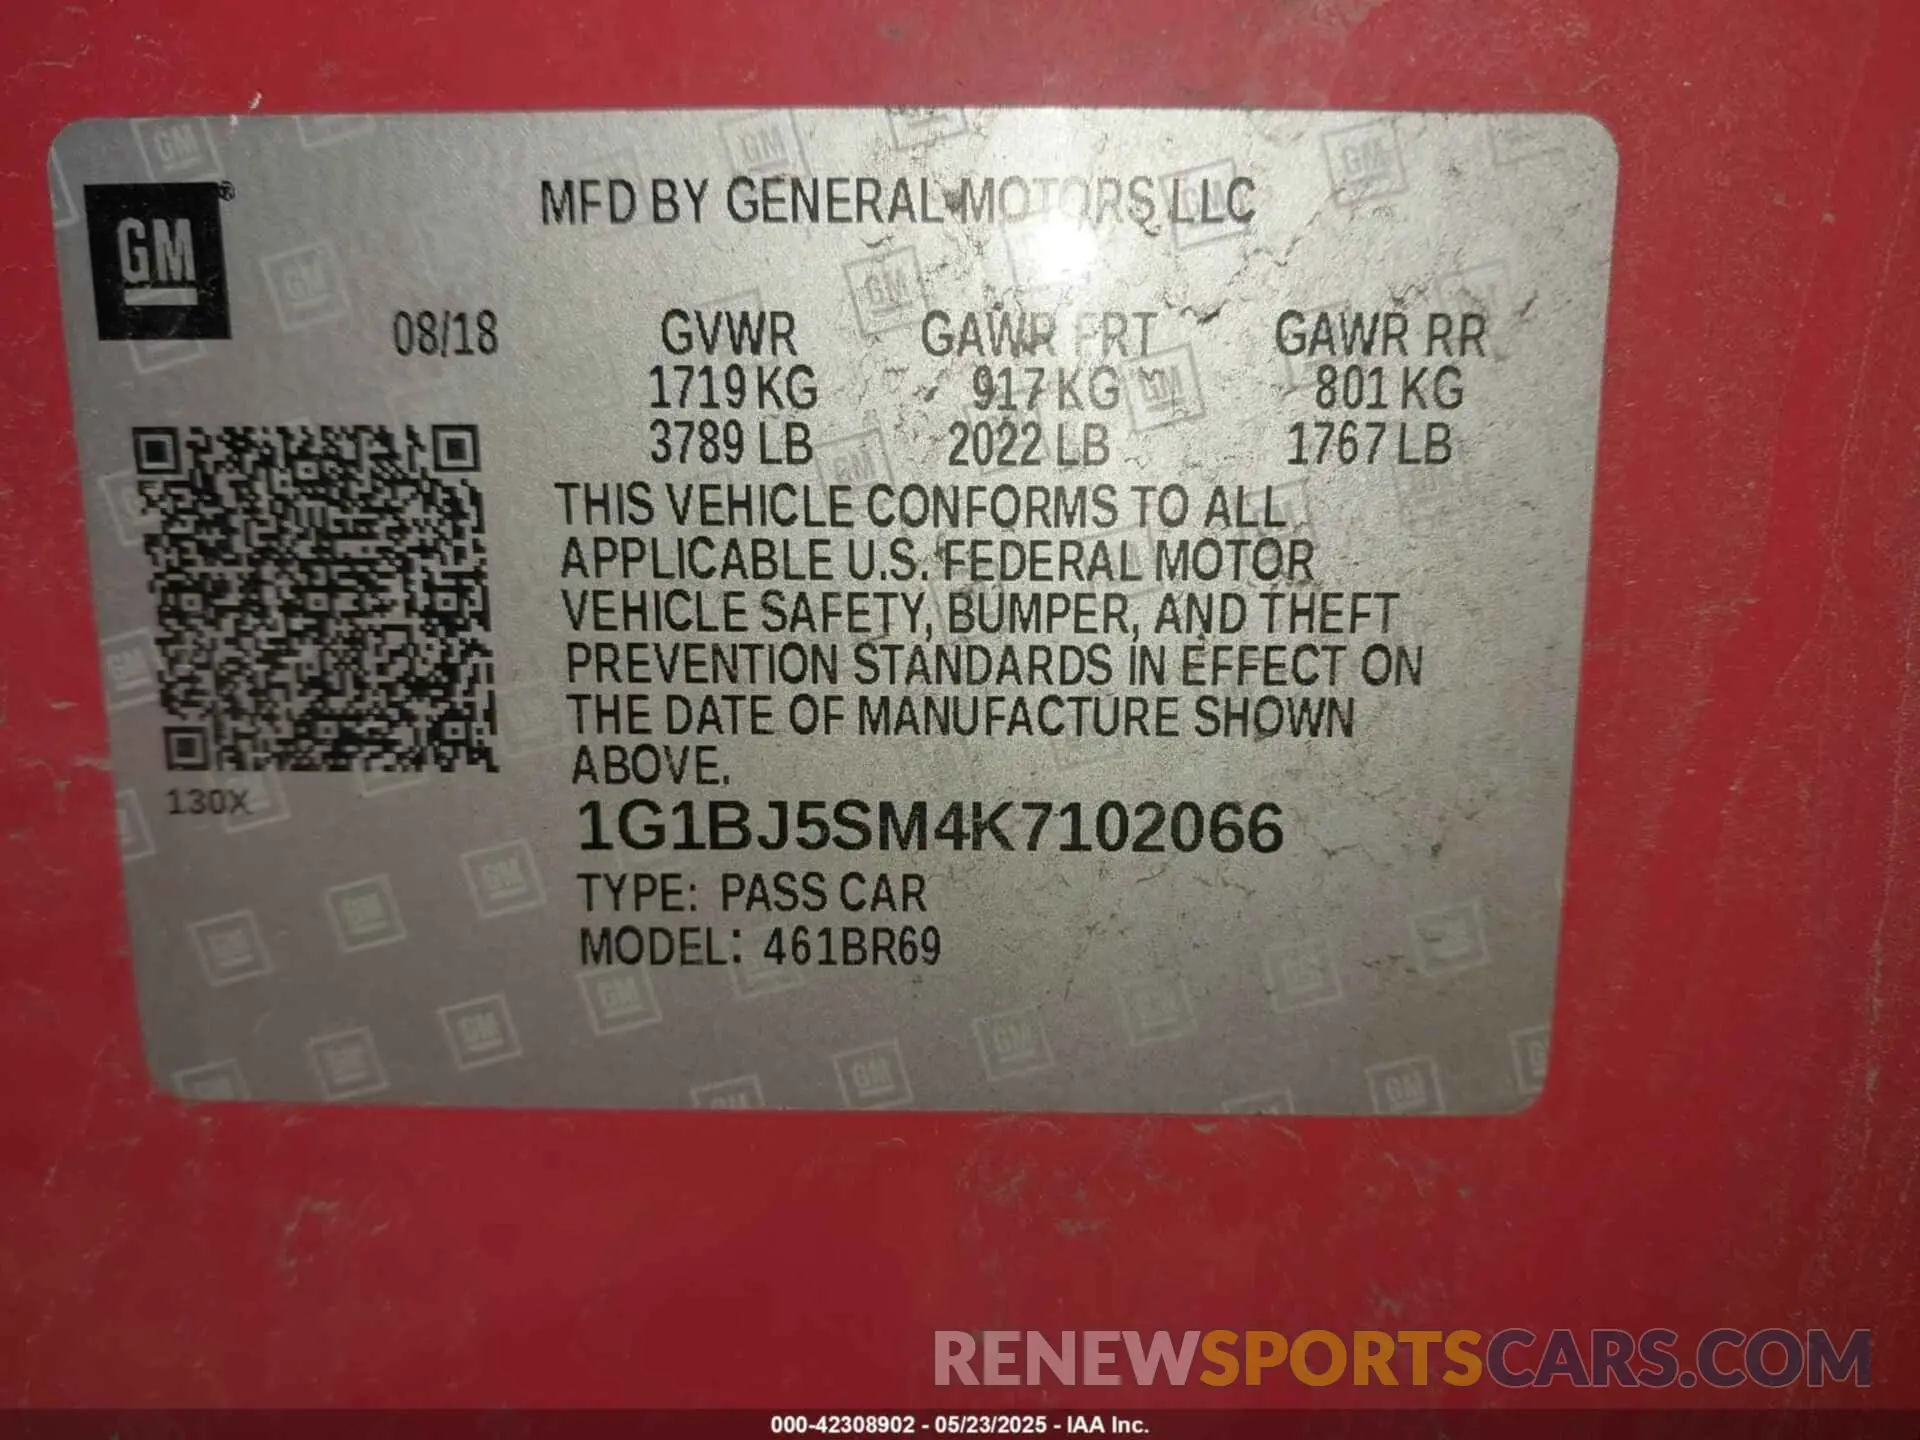 MFD BY GENERAL MOTORS LLC
GM®
08/18 GVWR GAWR FRT GAWR RR
1719 KG 917 KG 801 KG
3789 LB 2022 LB 1767 LB
THIS VEHICLE CONFORMS TO ALL
APPLICABLE U.S. FEDERAL MOTOR
VEHICLE SAFETY, BUMPER, AND THEFT
PREVENTION STANDARDS IN EFFECT ON
THE DATE OF MANUFACTURE SHOWN
ABOVE.
130X
1G1BJ5SM4K7102066
TYPE: PASS CAR
MODEL: 461BR69
RENEWSPORTSCARS.COM
000-42308902 - 05/23/2025 - IAA Inc.